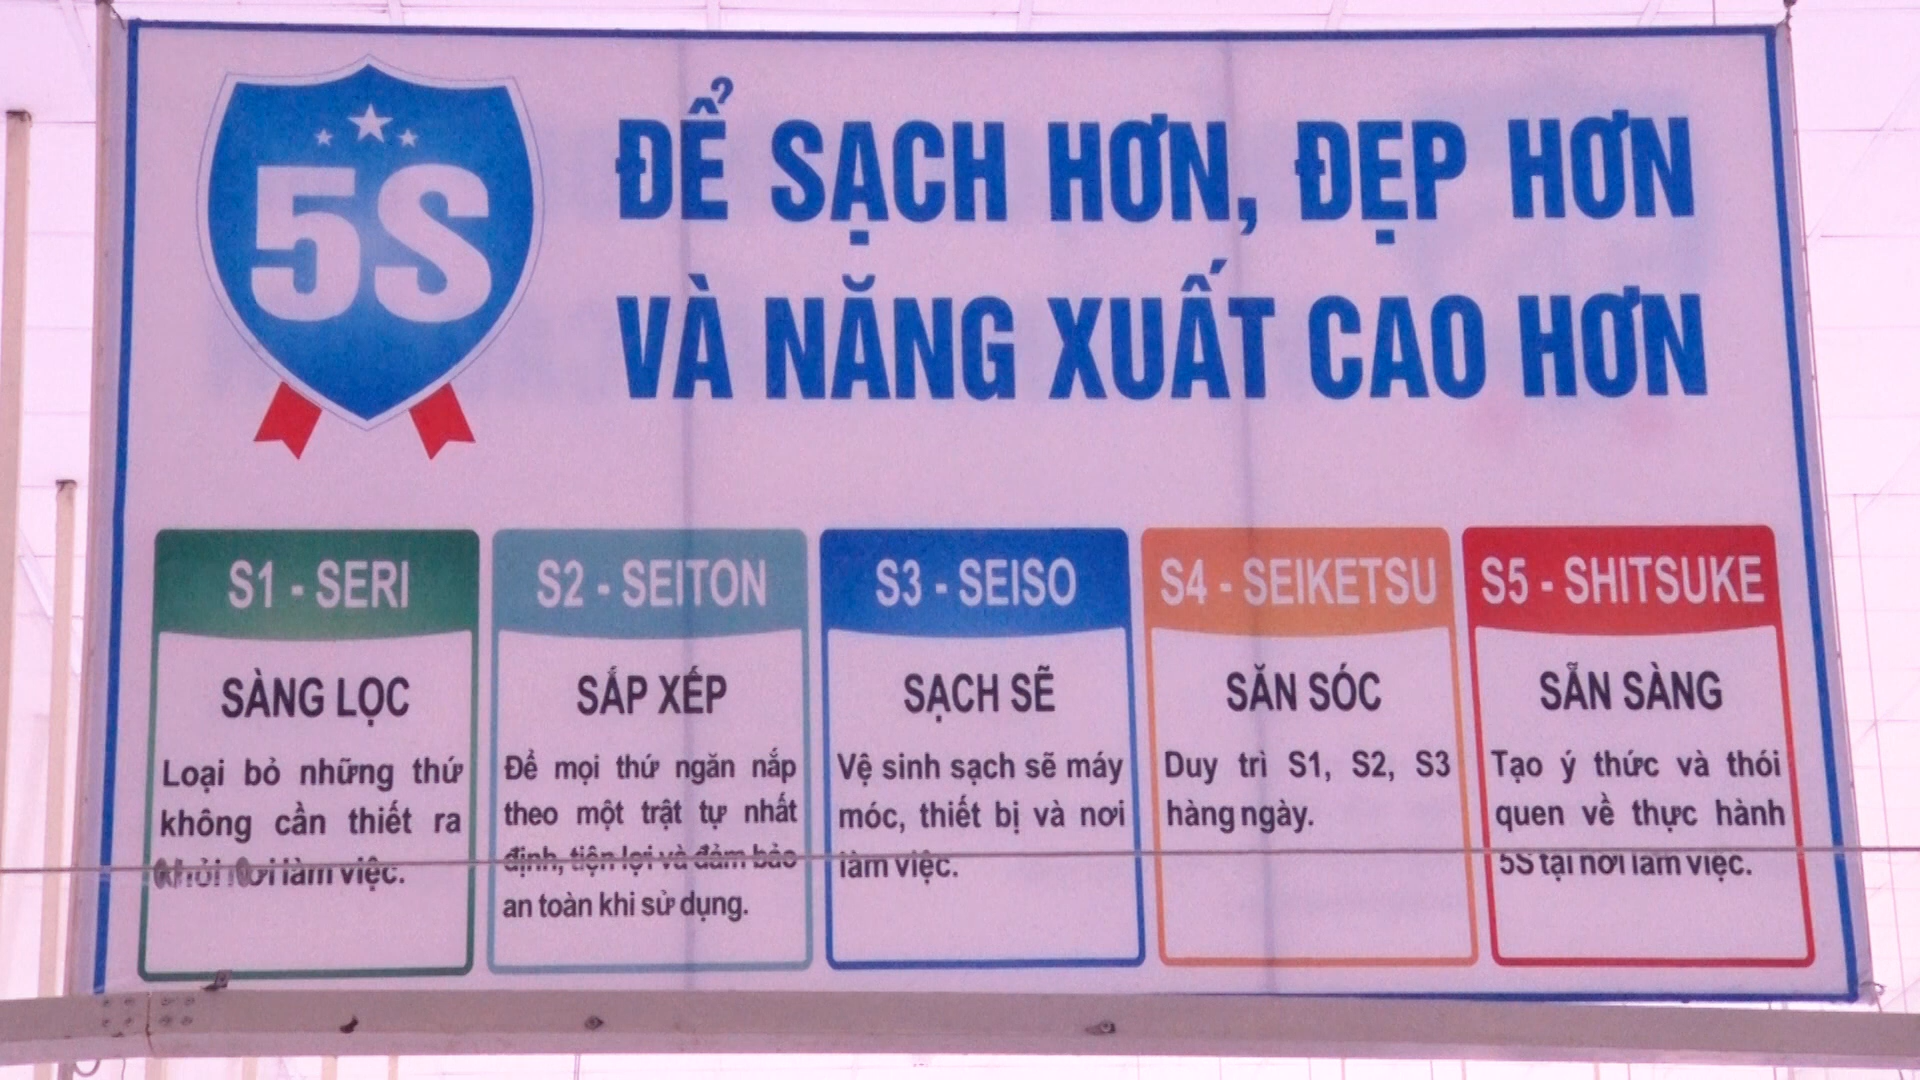 5S
ĐỂ SẠCH HƠN, ĐẸP HƠN
VÀ NĂNG XUẤT CAO HƠN
S1 - SERI
SÀNG LỌC
Loại bỏ những thứ
không cần thiết ra
khỏi nơi làm việc.
S2 - SEITON
SẮP XẾP
Để mọi thứ ngăn nắp
theo một trật tự nhất
định, tiện lợi và đảm bảo
an toàn khi sử dụng.
S3 - SEISO
SẠCH SẼ
Vệ sinh sạch sẽ máy
móc, thiết bị và nơi
làm việc.
S4 - SEIKETSU
SĂN SÓC
Duy trì S1, S2, S3
hàng ngày.
S5 - SHITSUKE
SẴN SÀNG
Tạo ý thức và thói
quen về thực hành
5S tại nơi làm việc.